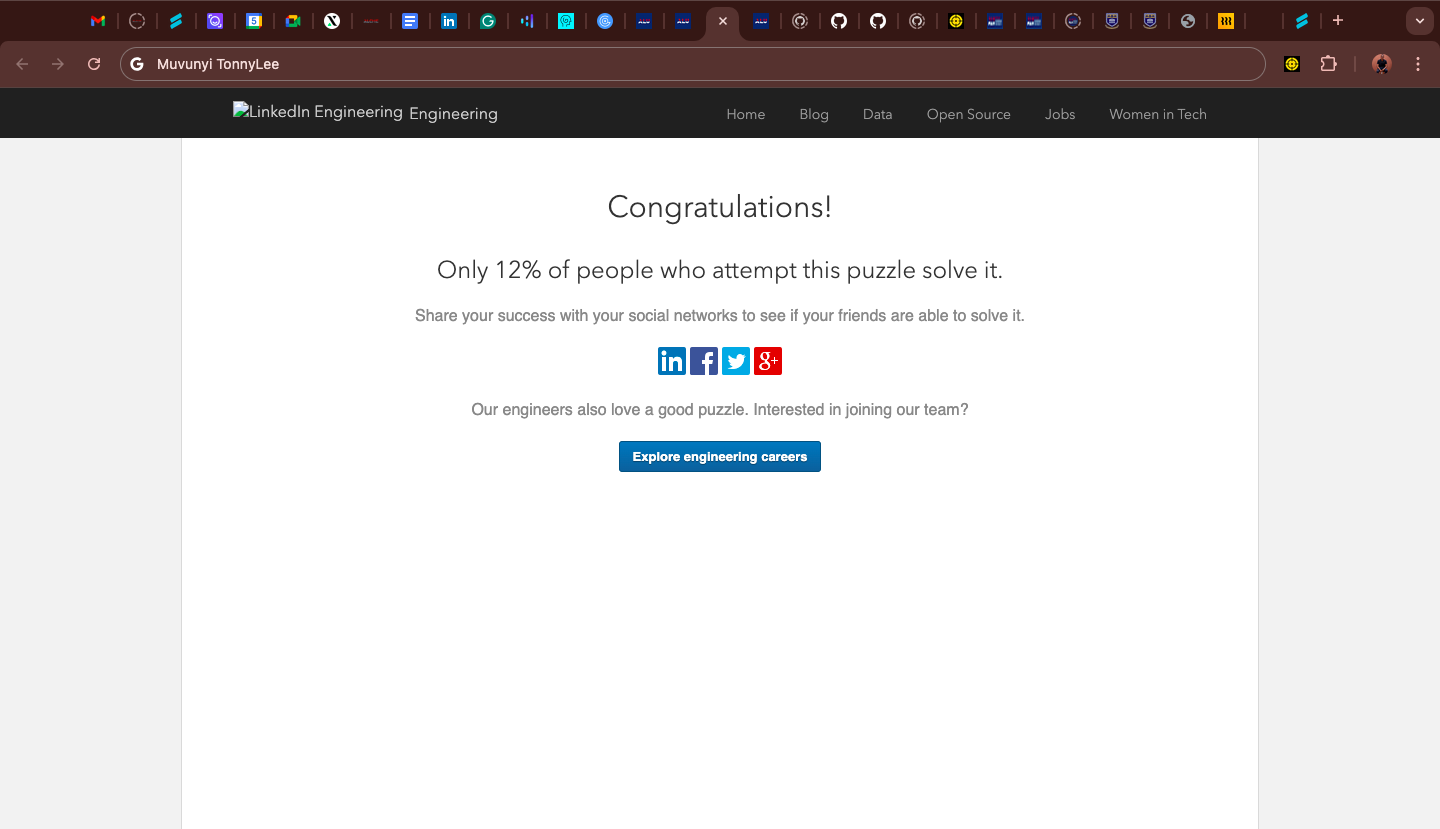 Muvunyi TonnyLee
LinkedIn Engineering Engineering
Home Blog Data Open Source Jobs Women in Tech
Congratulations!
Only 12% of people who attempt this puzzle solve it.
Share your success with your social networks to see if your friends are able to solve it.
in f g+
Our engineers also love a good puzzle. Interested in joining our team?
Explore engineering careers